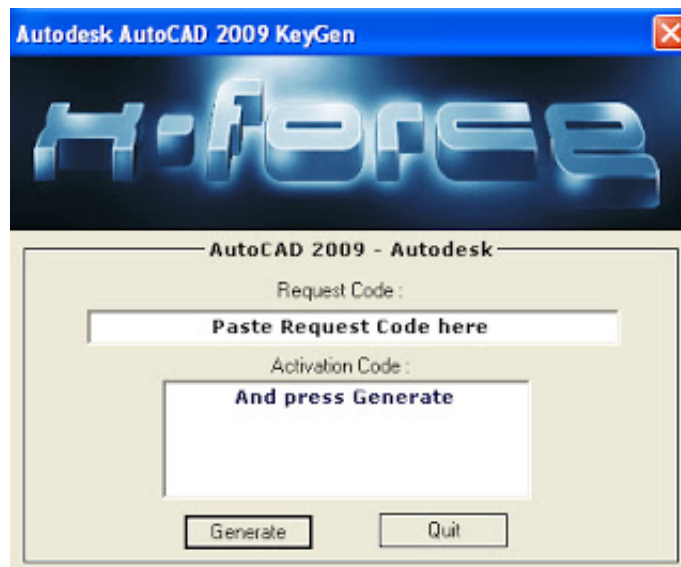 Autodesk AutoCAD 2009 KeyGen
X-force
AutoCAD 2009 - Autodesk
Request Code :
Paste Request Code here
Activation Code :
And press Generate
Generate
Quit